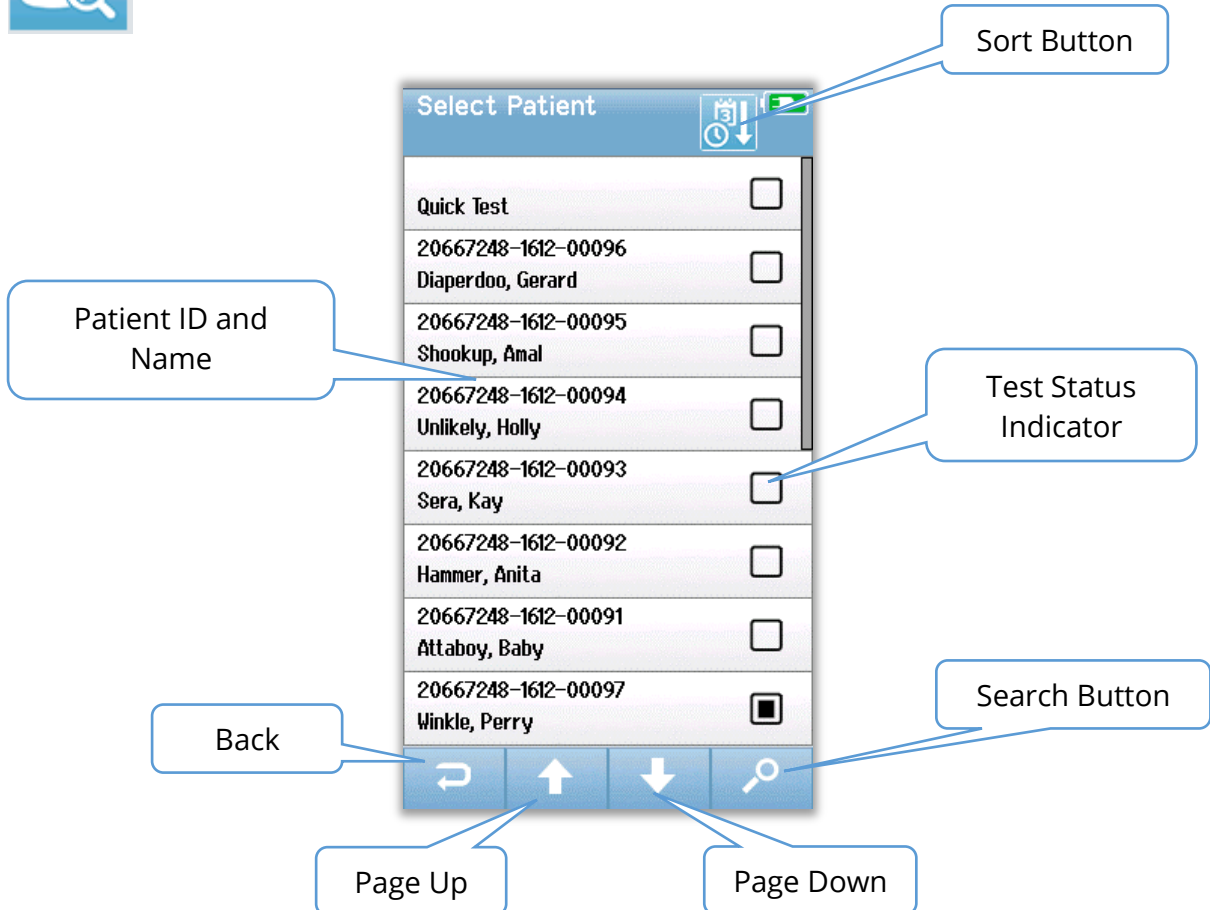 Sort Button
Select Patient
3
Quick Test
20667248-1612-00096
Diaperdoo, Gerard
20667248-1612-00095
Shookup, Amal
Patient ID and
Name
20667248-1612-00094
Unlikely, Holly
Test Status
Indicator
20667248-1612-00093
Sera, Kay
20667248-1612-00092
Hammer, Anita
20667248-1612-00091
Attaboy, Baby
20667248-1612-00097
Winkle, Perry
Search Button
Back
Page Up
Page Down